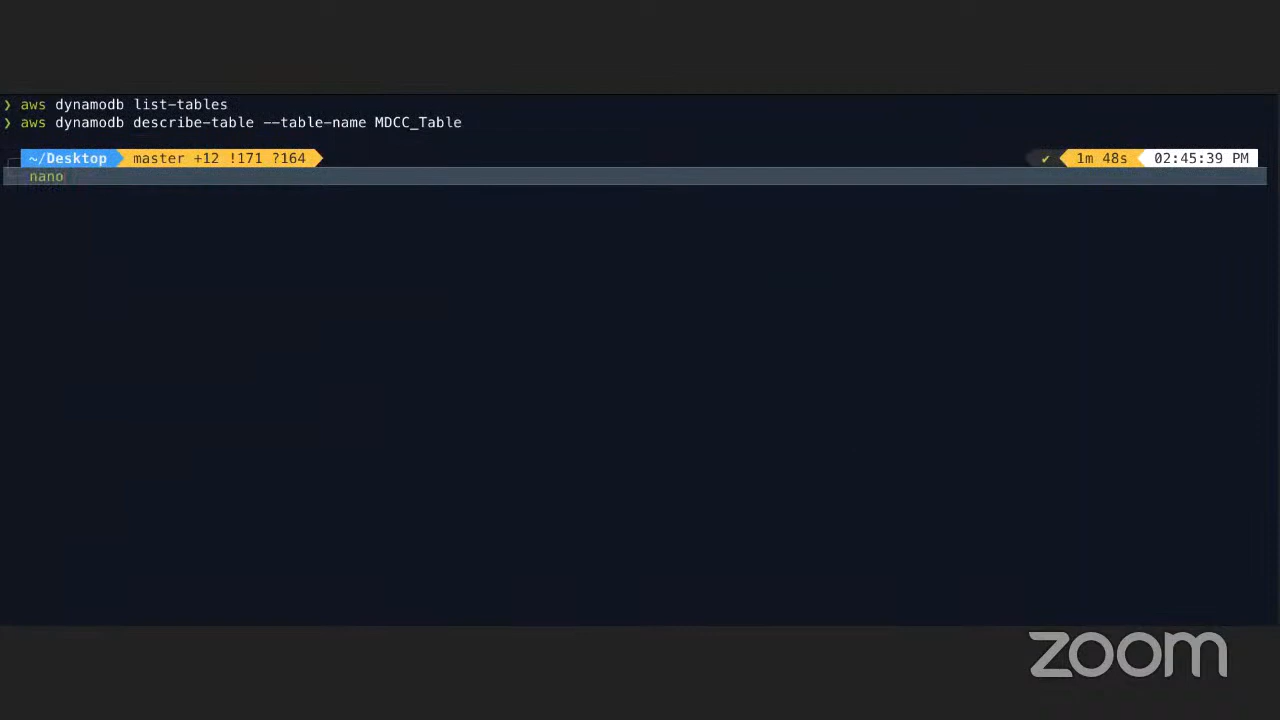 ❯ aws dynamodb list-tables
❯ aws dynamodb describe-table --table-name MDCC_Table
~/Desktop master +12 !171 ?164 ✔ 1m 48s 02:45:39 PM
nano
zoom